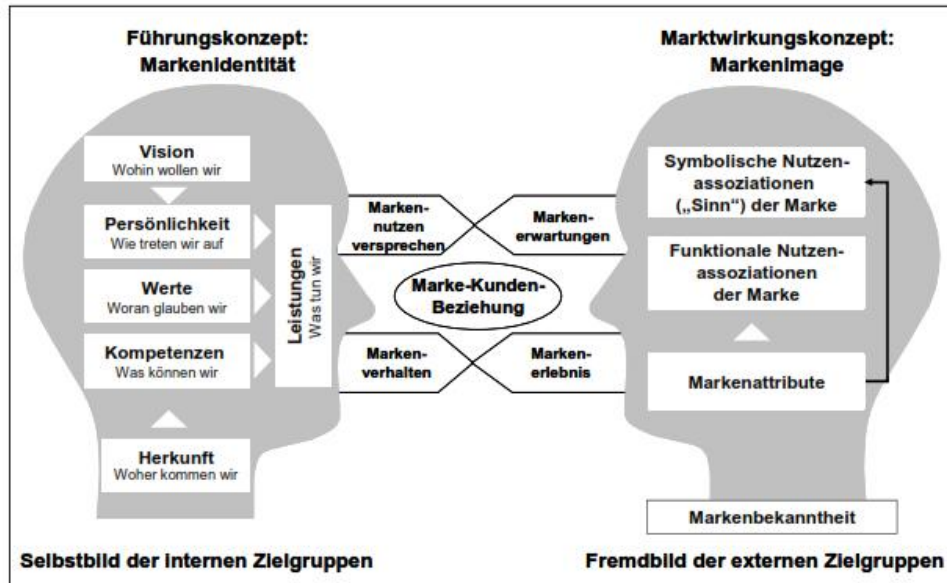 Führungskonzept:
Markenidentität
Vision
Wohin wollen wir
Persönlichkeit
Wie treten wir auf
Werte
Woran glauben wir
Kompetenzen
Was können wir
Herkunft
Woher kommen wir
Leistungen
Was tun wir
Marken-
nutzen
versprechen
Marken-
erwartungen
Marke-Kunden-
Beziehung
Marken-
verhalten
Marken-
erlebnis
Marktwirkungskonzept:
Markenimage
Symbolische Nutzen-
assoziationen
(„Sinn“) der Marke
Funktionale Nutzen-
assoziationen
der Marke
Markenattribute
Markenbekanntheit
Selbstbild der internen Zielgruppen
Fremdbild der externen Zielgruppen